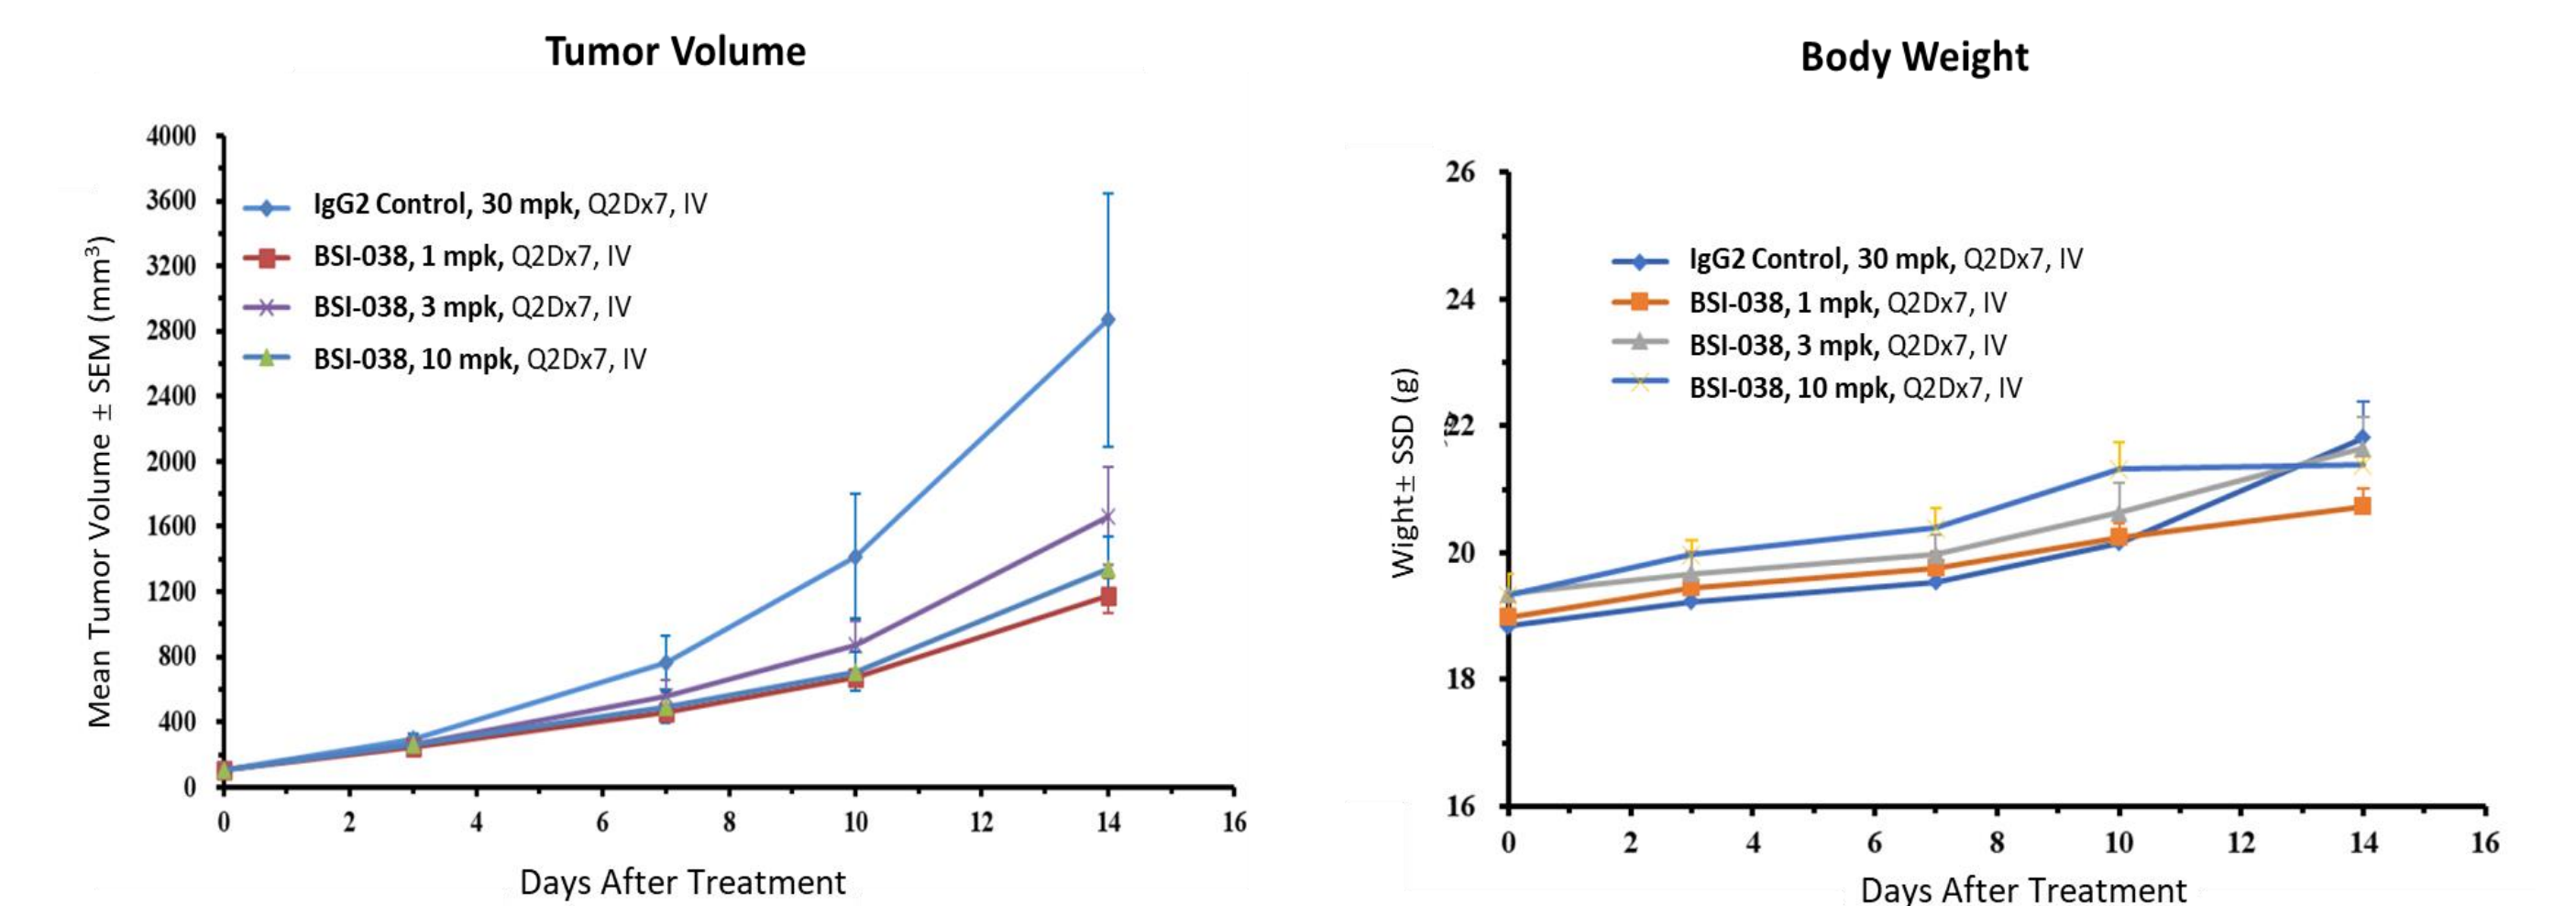 Tumor Volume
Mean Tumor Volume ± SEM (mm³)
4000
3600
3200
2800
2400
2000
1600
1200
800
400
0
IgG2 Control, 30 mpk, Q2Dx7, IV
BSI-038, 1 mpk, Q2Dx7, IV
BSI-038, 3 mpk, Q2Dx7, IV
BSI-038, 10 mpk, Q2Dx7, IV
0 2 4 6 8 10 12 14 16
Days After Treatment
Body Weight
Wight± SSD (g)
26
24
22
20
18
16
IgG2 Control, 30 mpk, Q2Dx7, IV
BSI-038, 1 mpk, Q2Dx7, IV
BSI-038, 3 mpk, Q2Dx7, IV
BSI-038, 10 mpk, Q2Dx7, IV
0 2 4 6 8 10 12 14 16
Days After Treatment